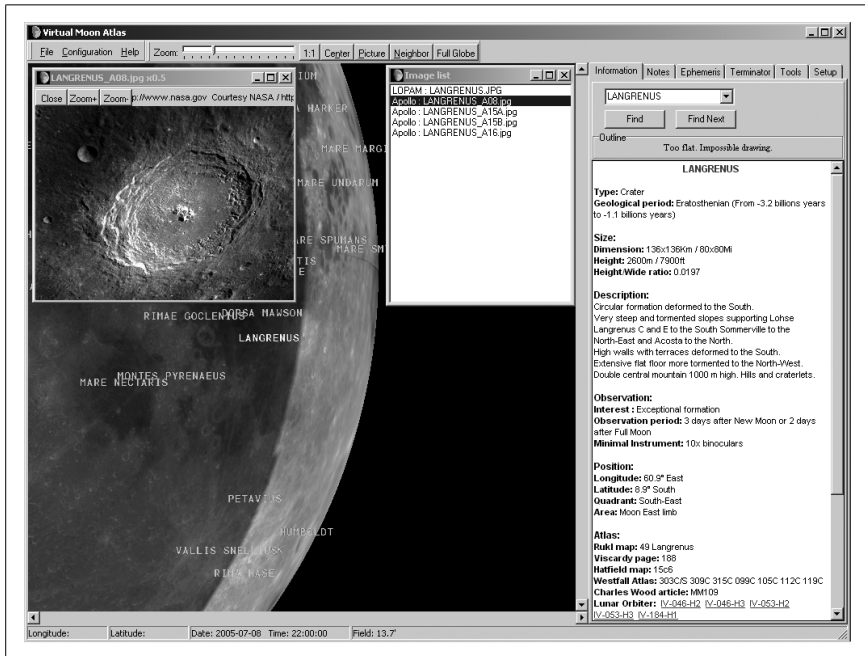 Virtual Moon Atlas
File Configuration Help Zoom: 1:1 Center Picture Neighbor Full Globe
LANGRENUS_A08.jpg x0.5
Close Zoom+ Zoom- p://www.nasa.gov Courtesy NASA / http
Image list
LOPAM : LANGRENUS.JPG
Apollo : LANGRENUS_A08.jpg
Apollo : LANGRENUS_A15A.jpg
Apollo : LANGRENUS_A15B.jpg
Apollo : LANGRENUS_A16.jpg
IUM
HARKER
MARE MARGI
MARE UNDARUM
ARE SPUMANS
MARE SM
TIS
E
DORSA MAWSON
RIMAE GOCLENIUS
LANGRENUS
MONTES PYRENAEUS
MARE NECTARIS
PETAVIUS
HUMBOLDT
VALLIS SNELLIUS
RIMA HASE
Information Notes Ephemeris Terminator Tools Setup
LANGRENUS
Find Find Next
Outline
Too flat. Impossible drawing.
LANGRENUS
Type: Crater
Geological period: Eratosthenian (From -3.2 billions years
to -1.1 billions years)
Size:
Dimension: 136x136Km / 80x80Mi
Height: 2600m / 7900ft
Height/Wide ratio: 0.0197
Description:
Circular formation deformed to the South.
Very steep and tormented slopes supporting Lohse
Langrenus C and E to the South Sommerville to the
North-East and Acosta to the North.
High walls with terraces deformed to the South.
Extensive flat floor more tormented to the North-West.
Double central mountain 1000 m high. Hills and craterlets.
Observation:
Interest : Exceptional formation
Observation period: 3 days after New Moon or 2 days
after Full Moon
Minimal Instrument: 10x binoculars
Position:
Longitude: 60.9° East
Latitude: 8.9° South
Quadrant: South-East
Area: Moon East limb
Atlas:
Rukl map: 49 Langrenus
Viscardy page: 188
Hatfield map: 15c6
Westfall Atlas: 303C/S 309C 315C 099C 105C 112C 119C
Charles Wood article: MM109
Lunar Orbiter: IV-046-H2 IV-046-H3 IV-053-H2
IV-053-H3 IV-184-H1
Longitude: Latitude: Date: 2005-07-08 Time: 22:00:00 Field: 13.7'